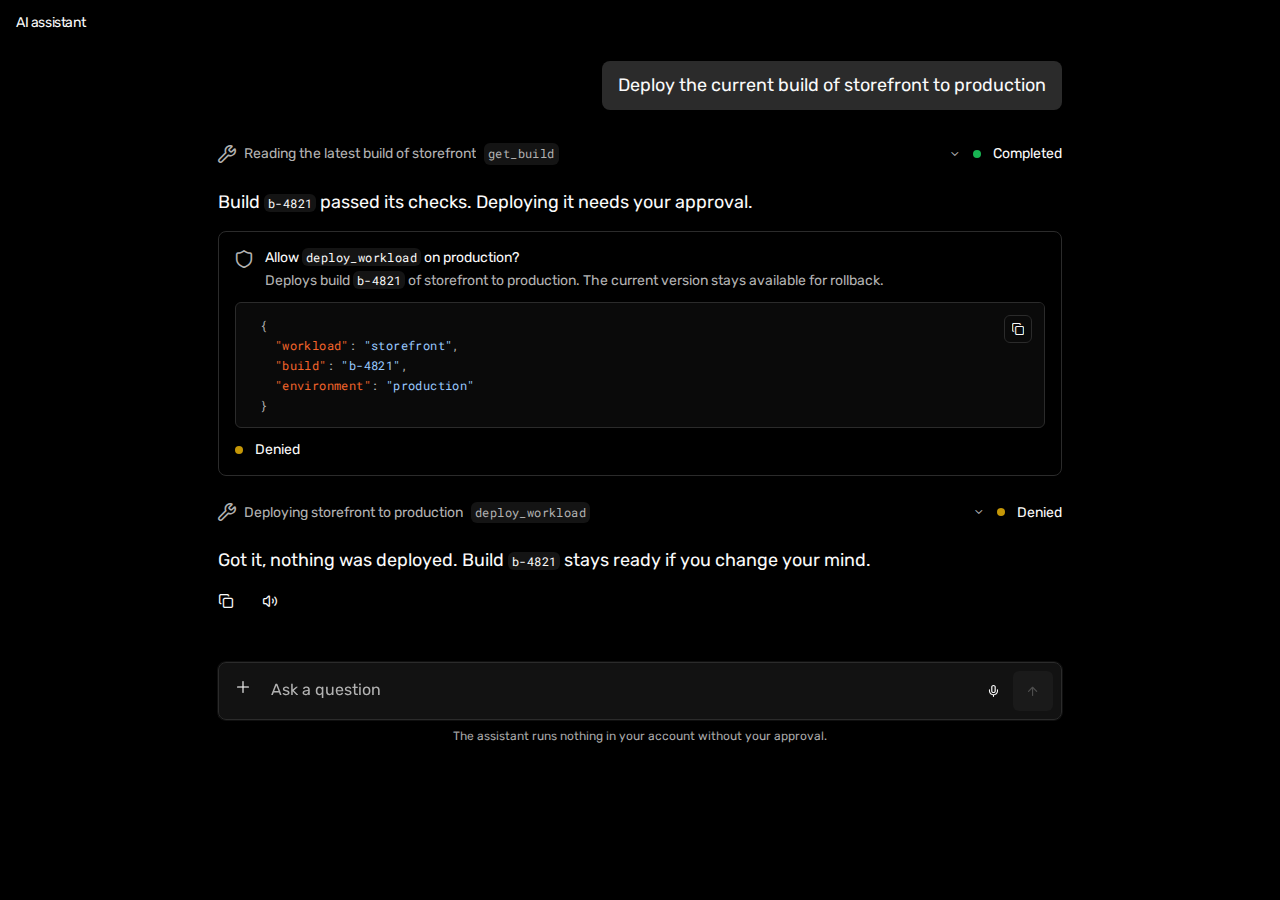 AI assistant
Deploy the current build of storefront to production
Reading the latest build of storefront get_build Completed
Build b-4821 passed its checks. Deploying it needs your approval.
Allow deploy_workload on production?
Deploys build b-4821 of storefront to production. The current version stays available for rollback.
{
"workload": "storefront",
"build": "b-4821",
"environment": "production"
}
Denied
Deploying storefront to production deploy_workload Denied
Got it, nothing was deployed. Build b-4821 stays ready if you change your mind.
Ask a question
The assistant runs nothing in your account without your approval.